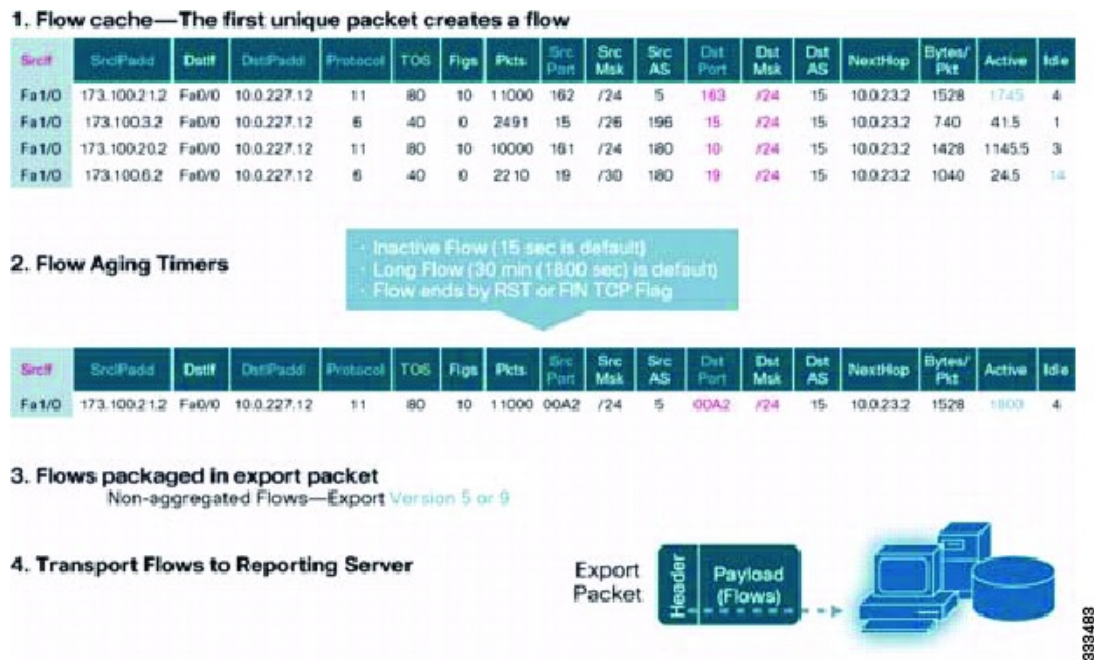 1. Flow cache—The first unique packet creates a flow
SrcIf SrcIPadd DstIf DstIPadd Protocol TOS Flgs Pkts Src Port Src Msk Src AS Dst Port Dst Msk Dst AS NextHop Bytes/Pkt Active Idle
Fa1/0 173.100.21.2 Fa0/0 10.0.227.12 11 80 10 11000 162 /24 5 163 /24 15 10.0.23.2 1528 1745 4
Fa1/0 173.100.3.2 Fa0/0 10.0.227.12 6 40 0 2491 15 /26 196 15 /24 15 10.0.23.2 740 41.5 1
Fa1/0 173.100.20.2 Fa0/0 10.0.227.12 11 80 10 10000 161 /24 180 10 /24 15 10.0.23.2 1428 1145.5 3
Fa1/0 173.100.6.2 Fa0/0 10.0.227.12 6 40 0 2210 19 /30 180 19 /24 15 10.0.23.2 1040 24.5 14
2. Flow Aging Timers
· Inactive Flow (15 sec is default)
· Long Flow (30 min (1800 sec) is default)
· Flow ends by RST or FIN TCP Flag
SrcIf SrcIPadd DstIf DstIPadd Protocol TOS Flgs Pkts Src Port Src Msk Src AS Dst Port Dst Msk Dst AS NextHop Bytes/Pkt Active Idle
Fa1/0 173.100.21.2 Fa0/0 10.0.227.12 11 80 10 11000 00A2 /24 5 00A2 /24 15 10.0.23.2 1528 1800 4
3. Flows packaged in export packet
Non-aggregated Flows—Export Version 5 or 9
4. Transport Flows to Reporting Server
Export
Packet
Header
Payload
(Flows)
333483